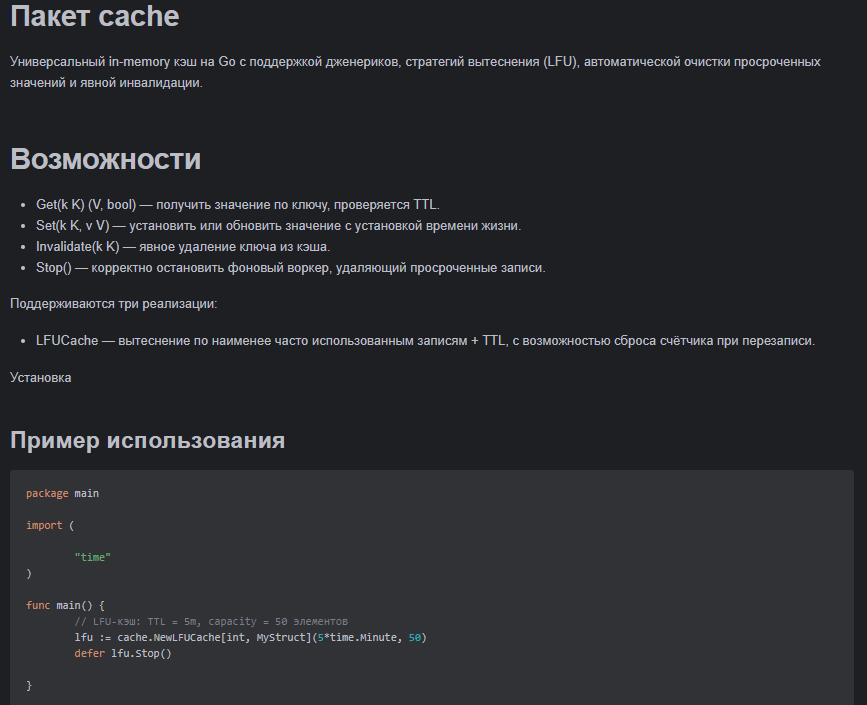 Пакет cache
Универсальный in-memory кэш на Go с поддержкой дженериков, стратегий вытеснения (LFU), автоматической очистки просроченных
значений и явной инвалидации.
Возможности
• Get(k K) (V, bool) — получить значение по ключу, проверяется TTL.
• Set(k K, v V) — установить или обновить значение с установкой времени жизни.
• Invalidate(k K) — явное удаление ключа из кэша.
• Stop() — корректно остановить фоновый воркер, удаляющий просроченные записи.
Поддерживаются три реализации:
• LFUCache — вытеснение по наименее часто использованным записям + TTL, с возможностью сброса счётчика при перезаписи.
Установка
Пример использования
package main
import (
"time"
)
func main() {
// LFU-кэш: TTL = 5m, capacity = 50 элементов
lfu := cache.NewLFUCache[int, MyStruct](5*time.Minute, 50)
defer lfu.Stop()
}